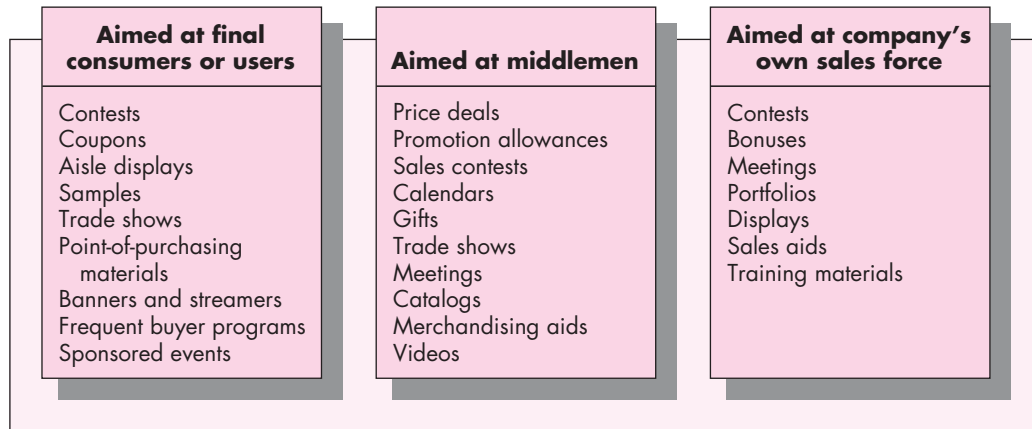 Aimed at final
consumers or users
Contests
Coupons
Aisle displays
Samples
Trade shows
Point-of-purchasing
materials
Banners and streamers
Frequent buyer programs
Sponsored events
Aimed at middlemen
Price deals
Promotion allowances
Sales contests
Calendars
Gifts
Trade shows
Meetings
Catalogs
Merchandising aids
Videos
Aimed at company's
own sales force
Contests
Bonuses
Meetings
Portfolios
Displays
Sales aids
Training materials